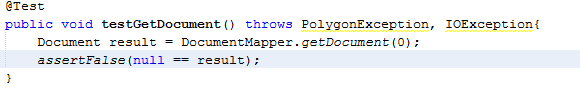 @Test
public void testGetDocument() throws PolygonException, IOException{
    Document result = DocumentMapper.getDocument(0);
    assertFalse(null == result);
}